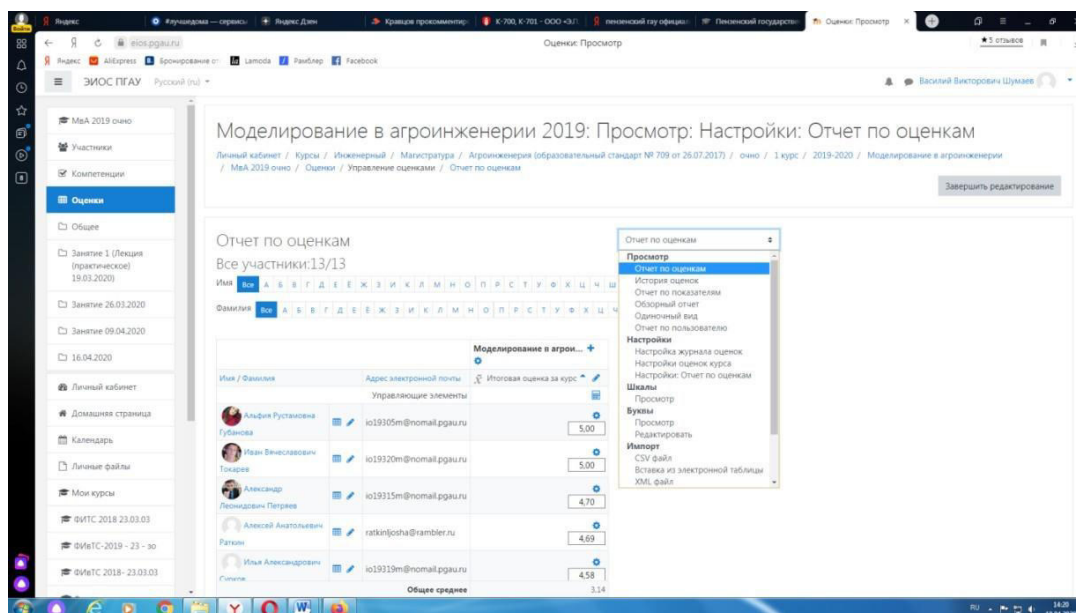 Яндекс
#лучшедома — сервисы
Яндекс.Дзен
Кравцов прокомментир
К-700, К-701 - ООО «З/
пензенский гау официал
Пензенский государстве
Оценки: Просмотр
Войти
eios.pgau.ru
Оценки: Просмотр
★5 отзывов
Яндекс
AliExpress
Бронирование от
Lamoda
Рамблер
Facebook
ЭИОС ПГАУ
Русский (ru)
Василий Викторович Шумаев
МвА 2019 очно
Участники
Компетенции
Оценки
Общее
Занятие 1 (Лекция
(практическое)
19.03.2020)
Занятие 26.03.2020
Занятие 09.04.2020
16.04.2020
Личный кабинет
Домашняя страница
Календарь
Личные файлы
Мои курсы
ФИТС 2018 23.03.03
ФИвТС-2019 - 23 - зо
ФИвТС 2018- 23.03.03
Моделирование в агроинженерии 2019: Просмотр: Настройки: Отчет по оценкам
Личный кабинет / Курсы / Инженерный / Магистратура / Агроинженерия (образовательный стандарт № 709 от 26.07.2017) / очно / 1 курс / 2019-2020 / Моделирование в агроинженерии
/ МвА 2019 очно / Оценки / Управление оценками / Отчет по оценкам
Завершить редактирование
Отчет по оценкам
Все участники:13/13
Имя Все А Б В Г Д Е Ё Ж З И К Л М Н О П Р С Т У Ф Х Ц Ч Ш
Фамилия Все А Б В Г Д Е Ё Ж З И К Л М Н О П Р С Т У Ф Х Ц Ч
Моделирование в агрои...
Имя / Фамилия
Адрес электронной почты
Итоговая оценка за курс
Управляющие элементы
Альфия Рустамовна
Губанова
io19305m@nomail.pgau.ru
5,00
Иван Вячеславович
Токарев
io19320m@nomail.pgau.ru
5,00
Александр
Леонидович Петряев
io19315m@nomail.pgau.ru
4,70
Алексей Анатольевич
Раткин
ratkinljosha@rambler.ru
4,69
Илья Александрович
io19319m@nomail.pgau.ru
4,58
Общее среднее
3,14
Отчет по оценкам
Просмотр
Отчет по оценкам
История оценок
Отчет по показателям
Обзорный отчет
Одиночный вид
Отчет по пользователю
Настройки
Настройка журнала оценок
Настройки оценок курса
Настройки: Отчет по оценкам
Шкалы
Просмотр
Буквы
Просмотр
Редактировать
Импорт
CSV файл
Вставка из электронной таблицы
XML файл
RU
14:20